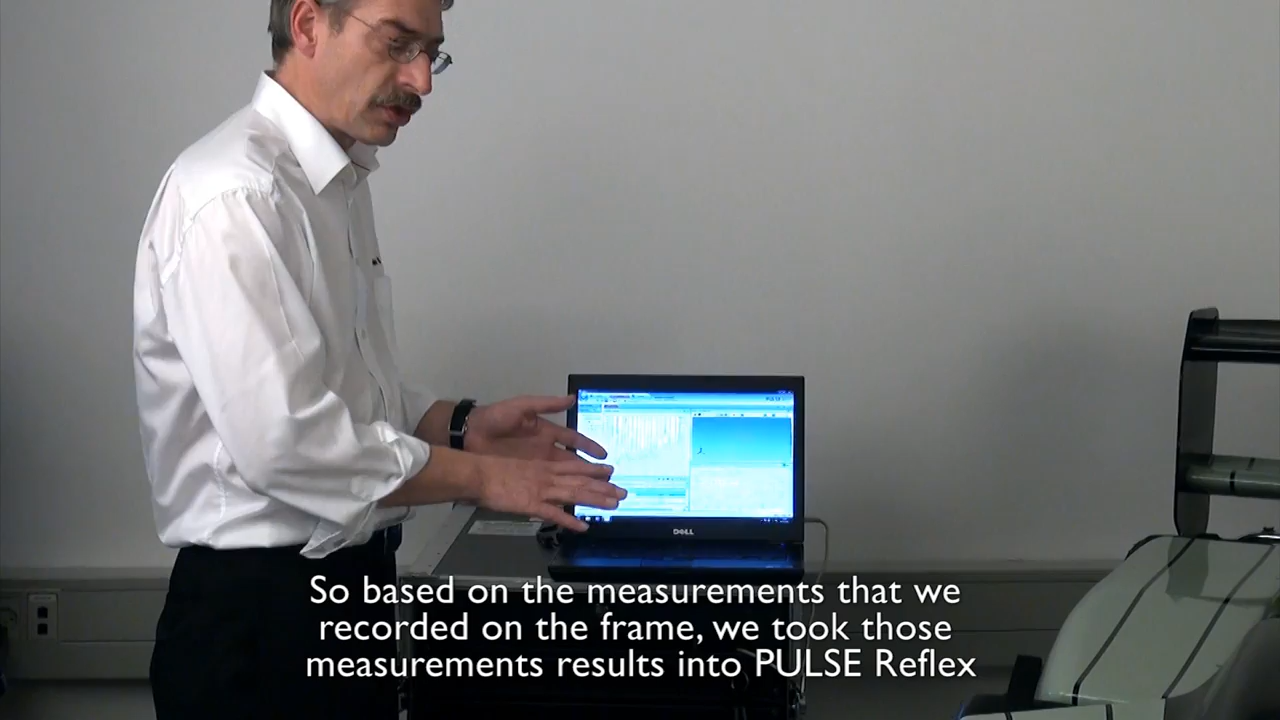 DELL
So based on the measurements that we
recorded on the frame, we took those
measurements results into PULSE Reflex